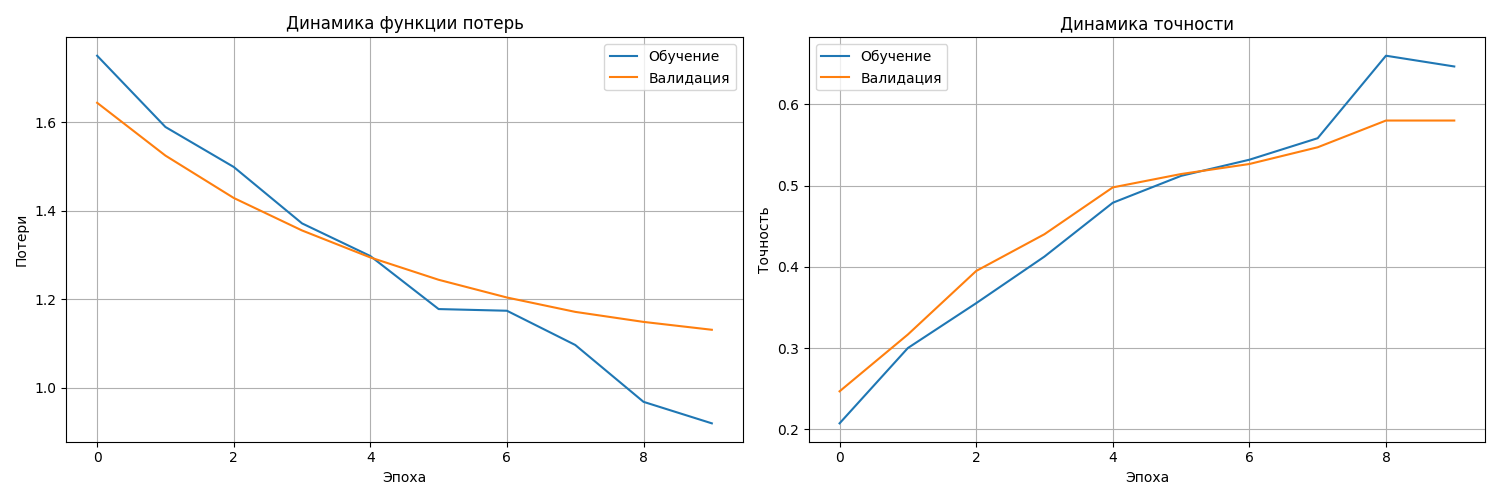 Динамика функции потерь
Обучение
Валидация
1.6
1.4
1.2
1.0
Потери
0
2
4
6
8
Эпоха
Динамика точности
Обучение
Валидация
0.6
0.5
0.4
0.3
0.2
Точность
0
2
4
6
8
Эпоха